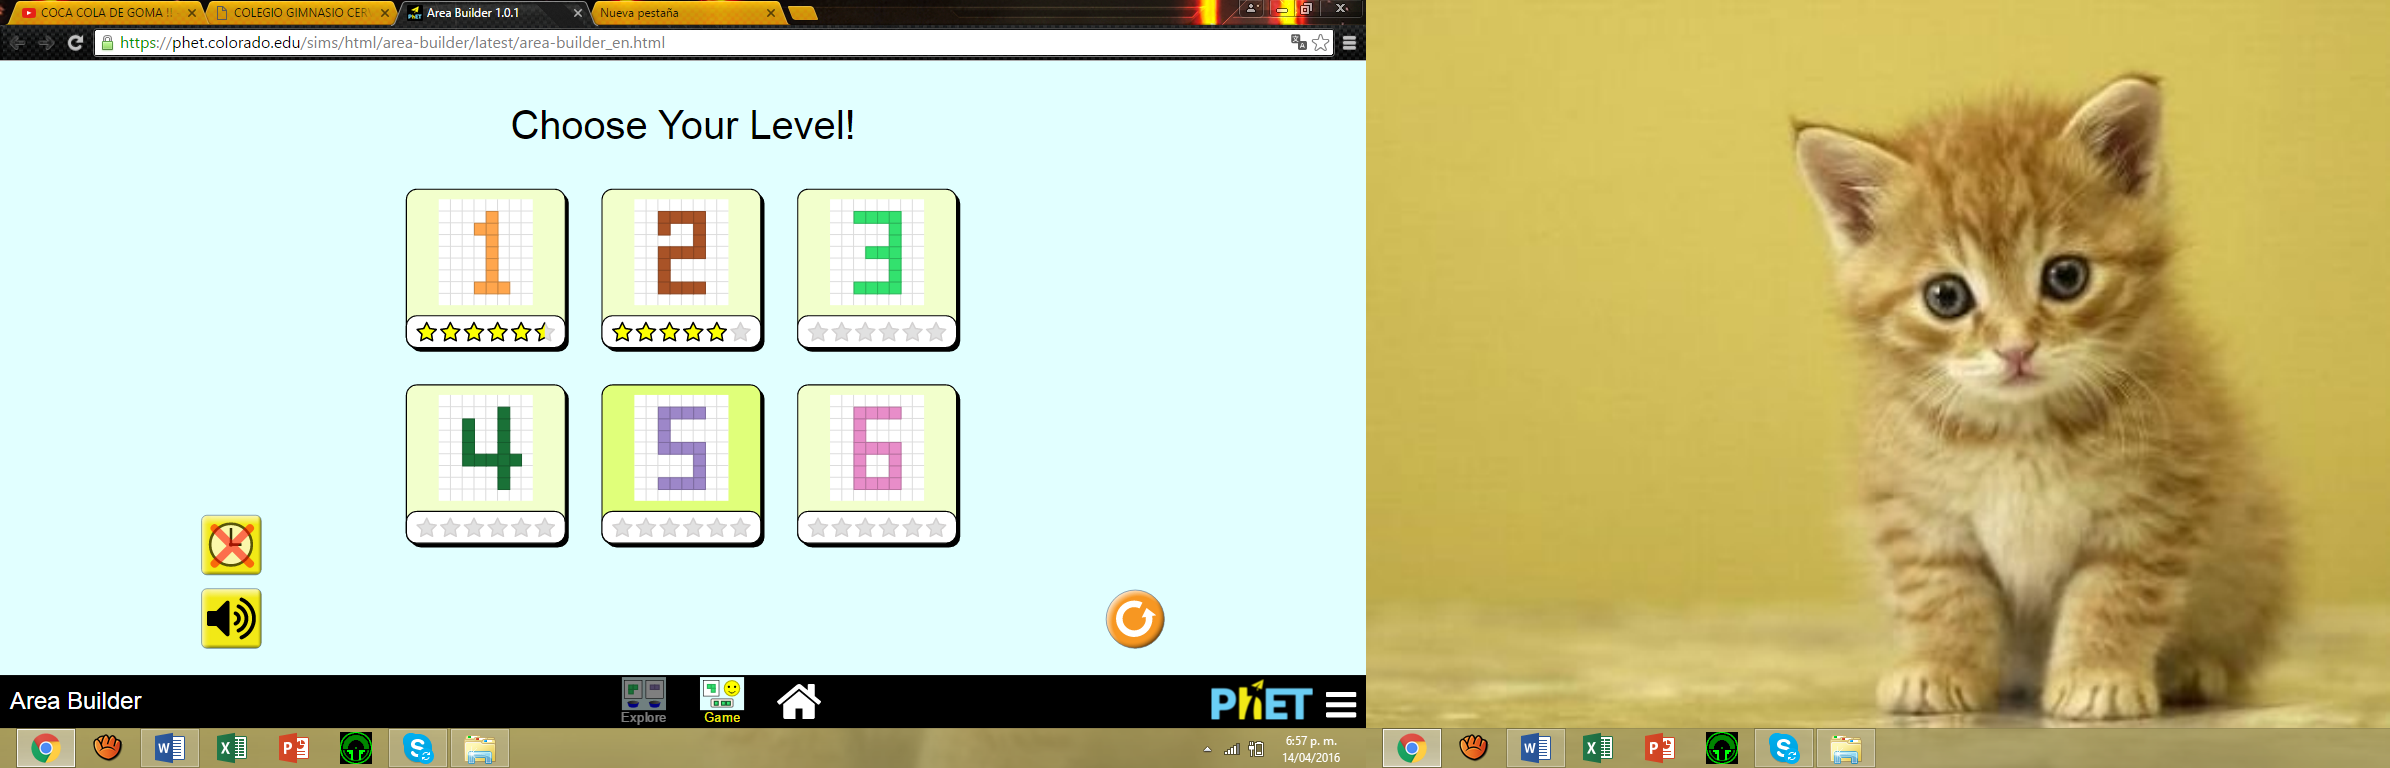 COCA COLA DE GOMA !!
COLEGIO GIMNASIO CER
Area Builder 1.0.1
Nueva pestaña
https://phet.colorado.edu/sims/html/area-builder/latest/area-builder_en.html
Choose Your Level!
1 2 3
4 5 6
Area Builder
Explore
Game
PhET
6:57 p. m.
14/04/2016